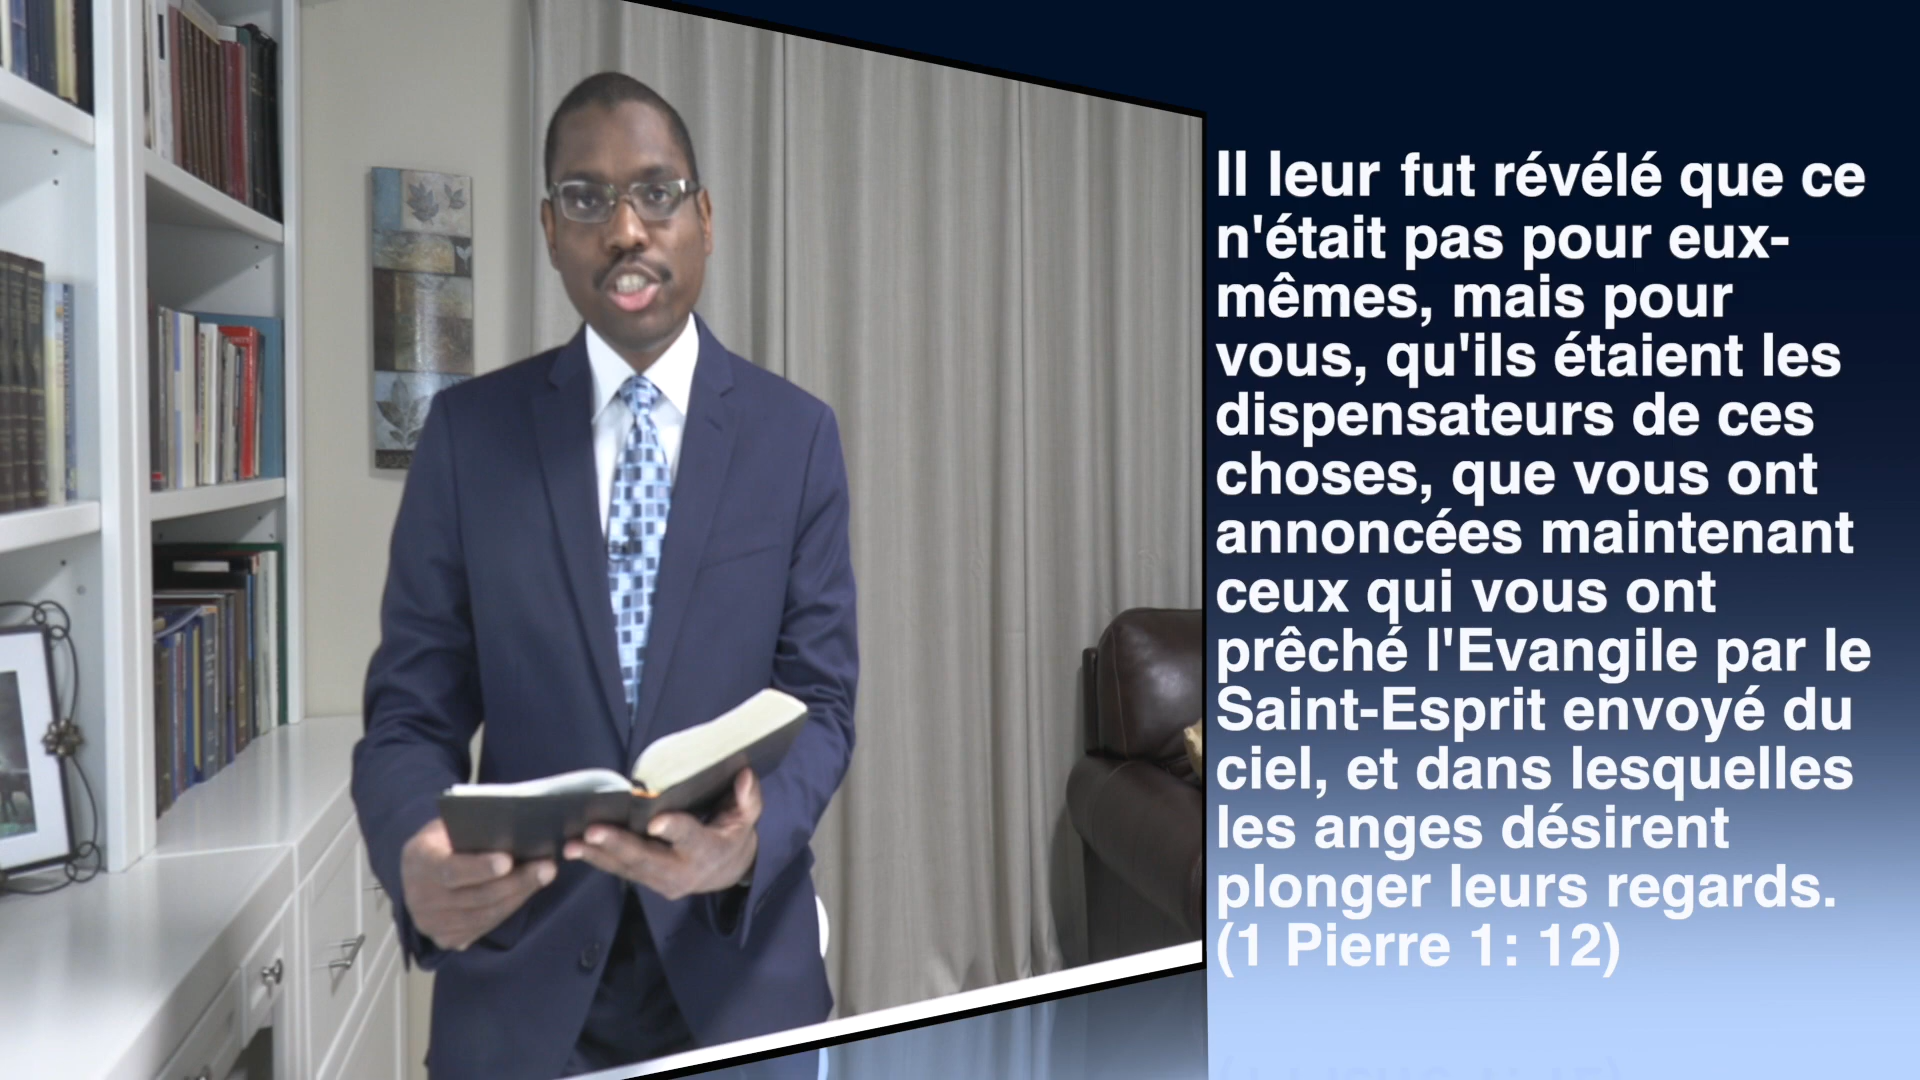 Il leur fut révélé que ce
n'était pas pour eux-
mêmes, mais pour
vous, qu'ils étaient les
dispensateurs de ces
choses, que vous ont
annoncées maintenant
ceux qui vous ont
prêché l'Evangile par le
Saint-Esprit envoyé du
ciel, et dans lesquelles
les anges désirent
plonger leurs regards.
(1 Pierre 1: 12)